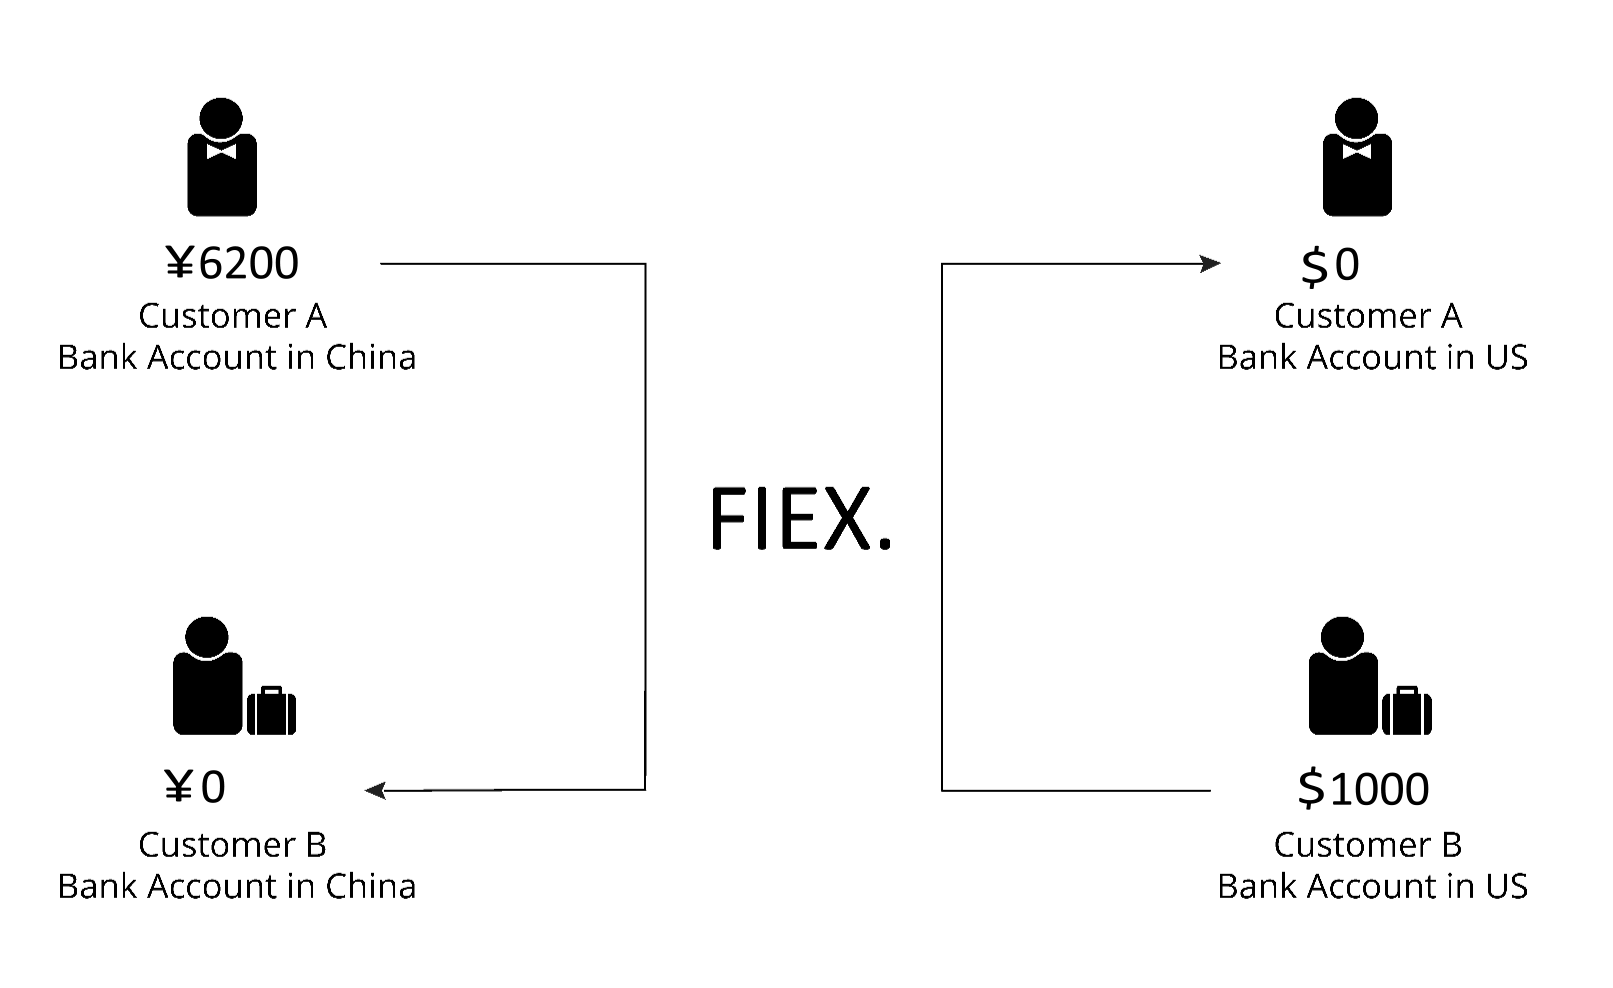 ¥6200
Customer A
Bank Account in China
$0
Customer A
Bank Account in US
FIEX.
¥0
Customer B
Bank Account in China
$1000
Customer B
Bank Account in US